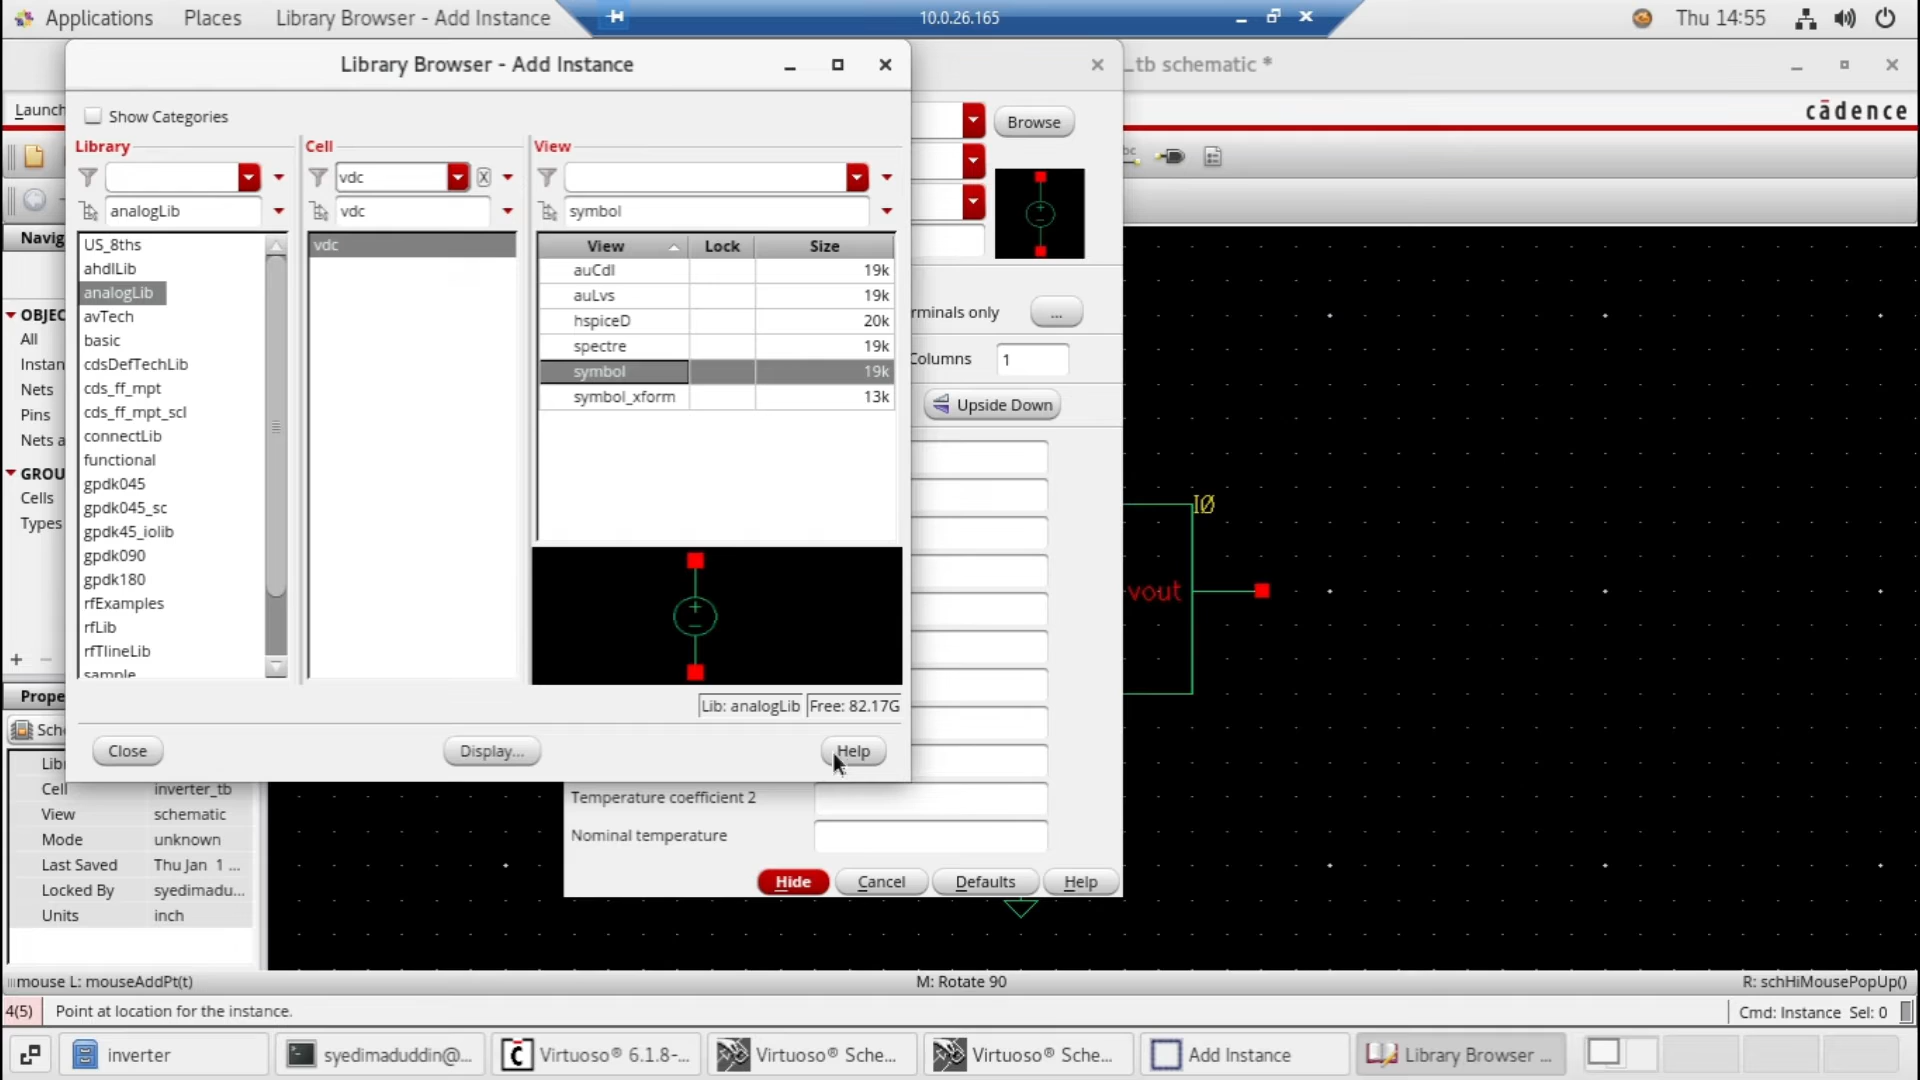 Applications Places Library Browser - Add Instance
10.0.26.165
Thu 14:55
Library Browser - Add Instance
_tb schematic *
Launch
cādence
Show Categories
Browse
Library Cell View
vdc
analogLib vdc symbol
US_8ths
ahdlLib
analogLib
avTech
basic
cdsDefTechLib
cds_ff_mpt
cds_ff_mpt_scl
connectLib
functional
gpdk045
gpdk045_sc
gpdk45_iolib
gpdk090
gpdk180
rfExamples
rfLib
rfTlineLib
sample
vdc
View Lock Size
auCdl 19k
auLvs 19k
hspiceD 20k
spectre 19k
symbol 19k
symbol_xform 13k
Lib: analogLib Free: 82.17G
Close Display... Help
Navig
OBJEC
All
Instan
Nets
Pins
Nets a
GROU
Cells
Types
rminals only ...
Columns 1
Upside Down
Temperature coefficient 2
Nominal temperature
Hide Cancel Defaults Help
I0
vout
Prope
Sch
Libr
Cell inverter_tb
View schematic
Mode unknown
Last Saved Thu Jan 1 ...
Locked By syedimadu...
Units inch
mouse L: mouseAddPt(t) M: Rotate 90 R: schHiMousePopUp()
4(5) Point at location for the instance. Cmd: Instance Sel: 0
inverter syedimaduddin@... Virtuoso® 6.1.8-... Virtuoso® Sche... Virtuoso® Sche... Add Instance Library Browser ...